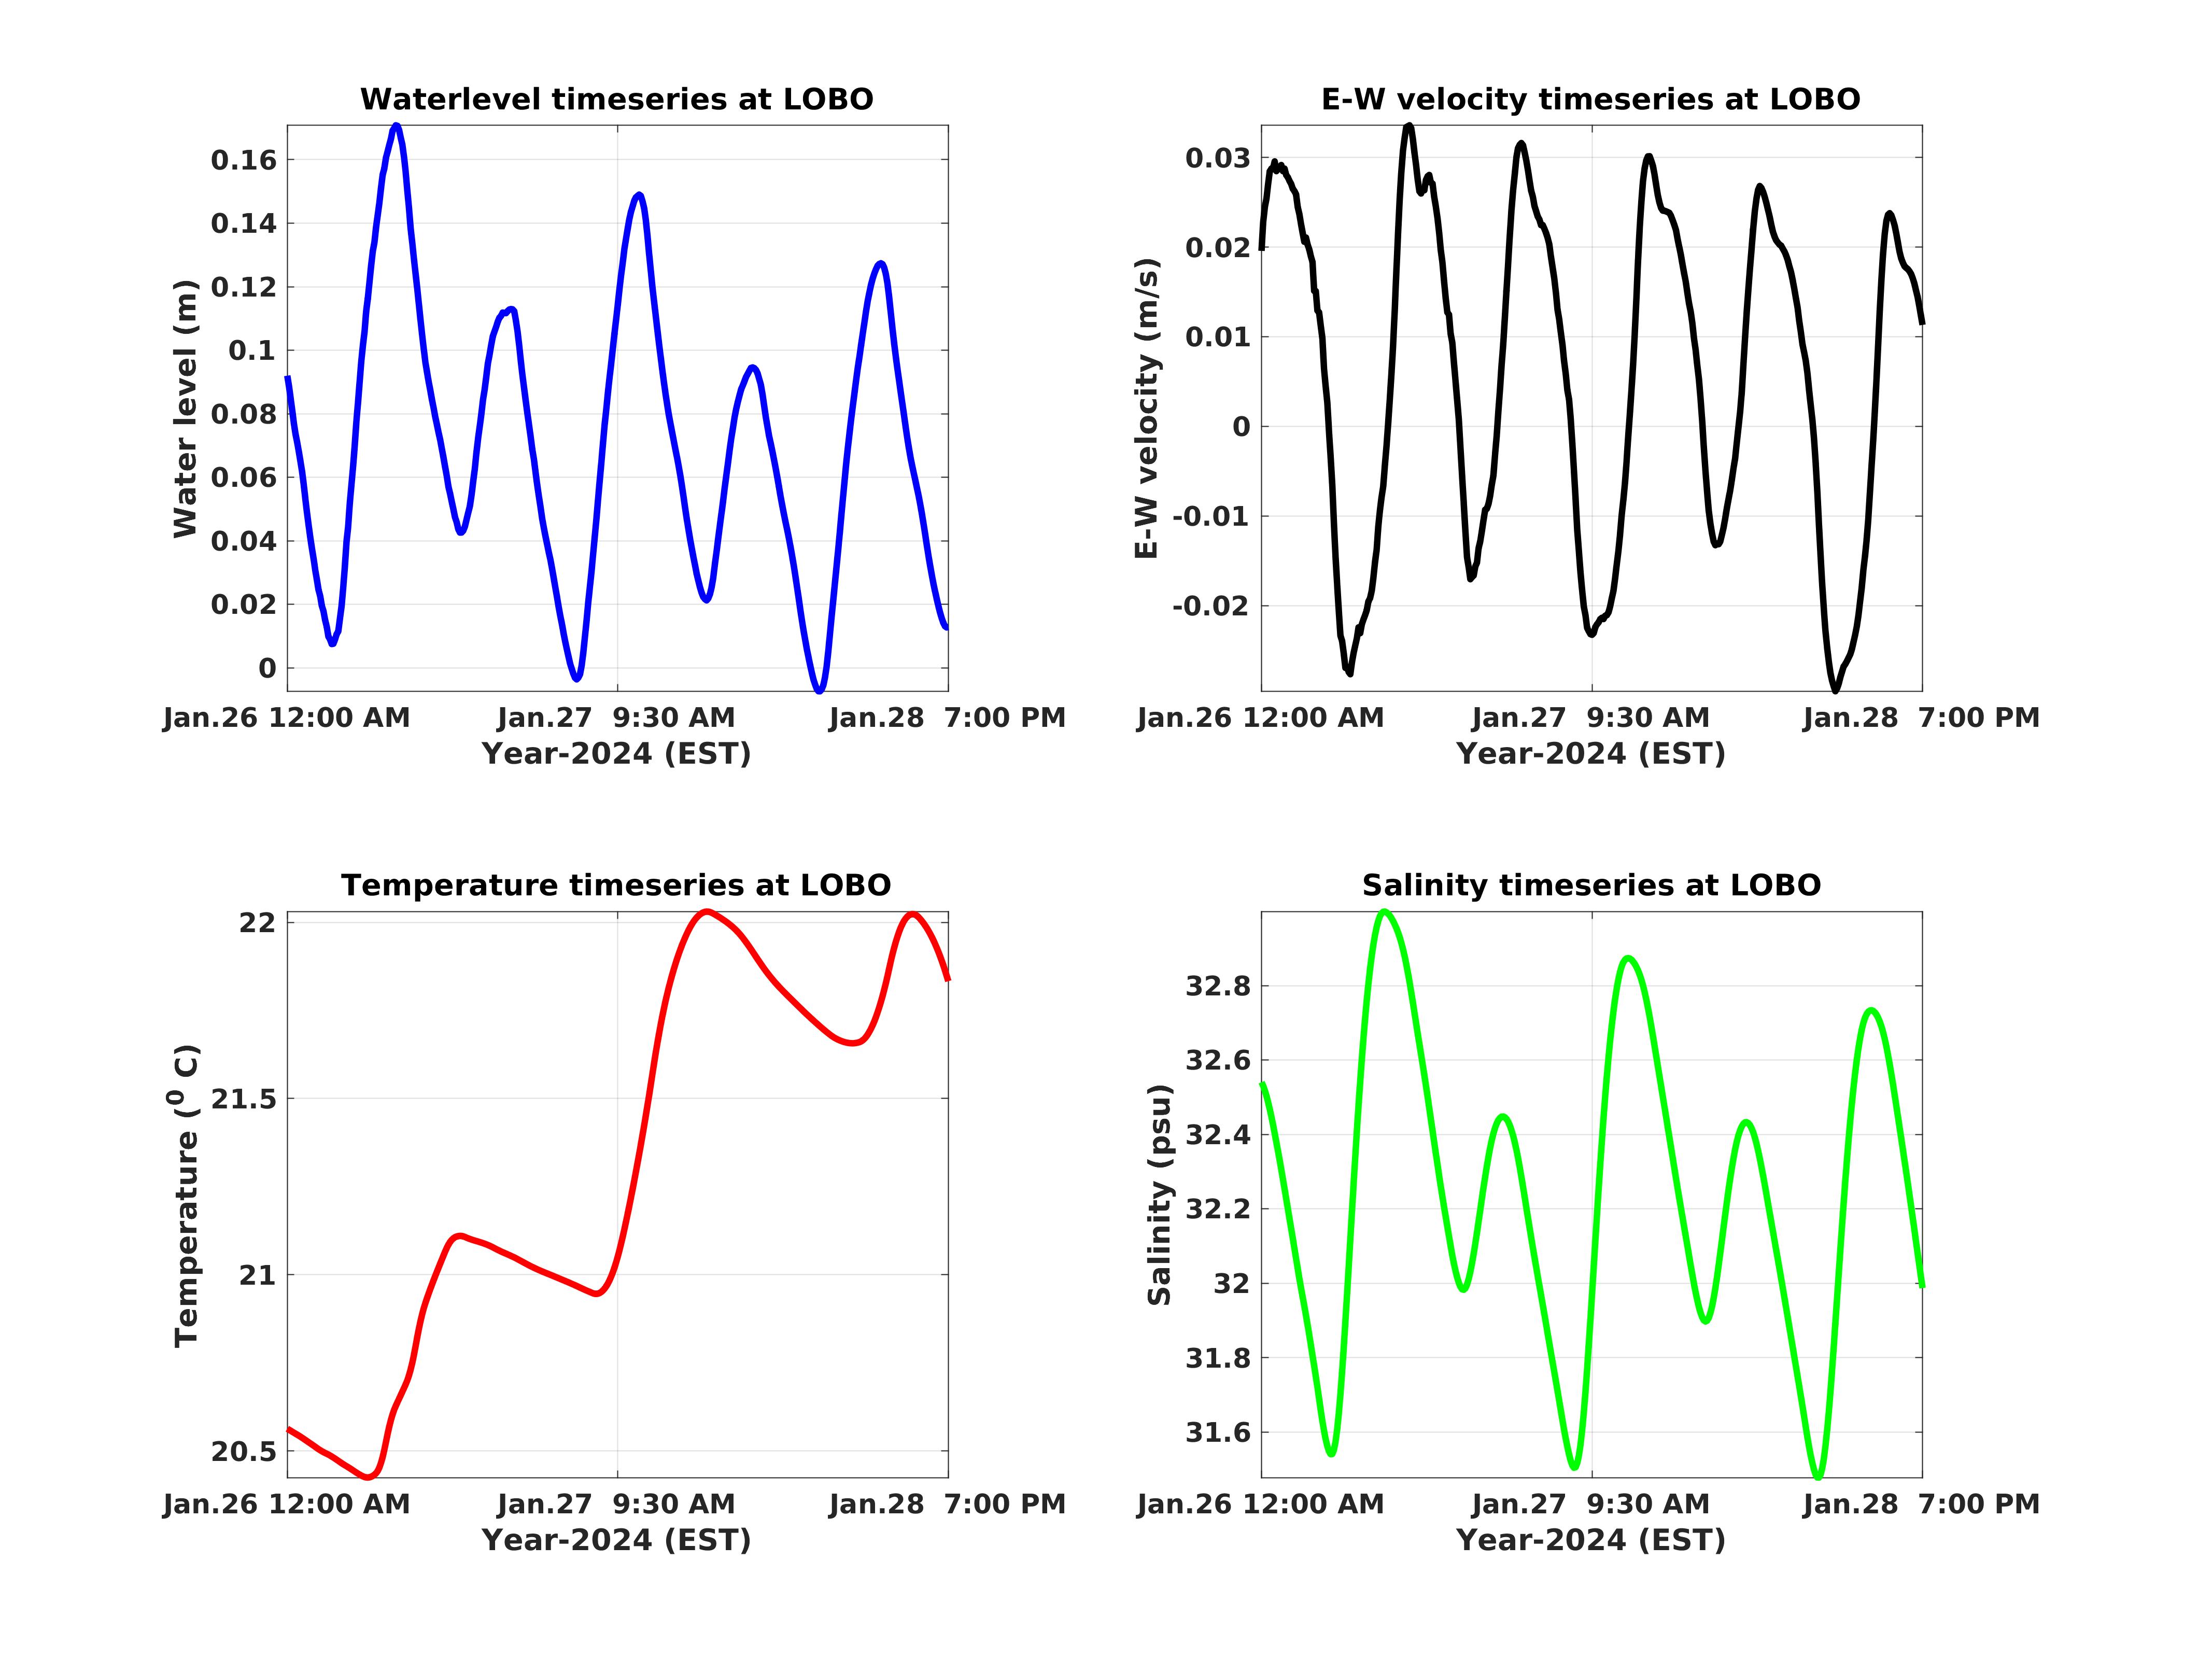 Waterlevel timeseries at LOBO
Water level (m)
0.16
0.14
0.12
0.1
0.08
0.06
0.04
0.02
0
Jan.26 12:00 AM
Jan.27 9:30 AM
Jan.28 7:00 PM
Year-2024 (EST)
E-W velocity timeseries at LOBO
E-W velocity (m/s)
0.03
0.02
0.01
0
-0.01
-0.02
Jan.26 12:00 AM
Jan.27 9:30 AM
Jan.28 7:00 PM
Year-2024 (EST)
Temperature timeseries at LOBO
Temperature (⁰ C)
22
21.5
21
20.5
Jan.26 12:00 AM
Jan.27 9:30 AM
Jan.28 7:00 PM
Year-2024 (EST)
Salinity timeseries at LOBO
Salinity (psu)
32.8
32.6
32.4
32.2
32
31.8
31.6
Jan.26 12:00 AM
Jan.27 9:30 AM
Jan.28 7:00 PM
Year-2024 (EST)